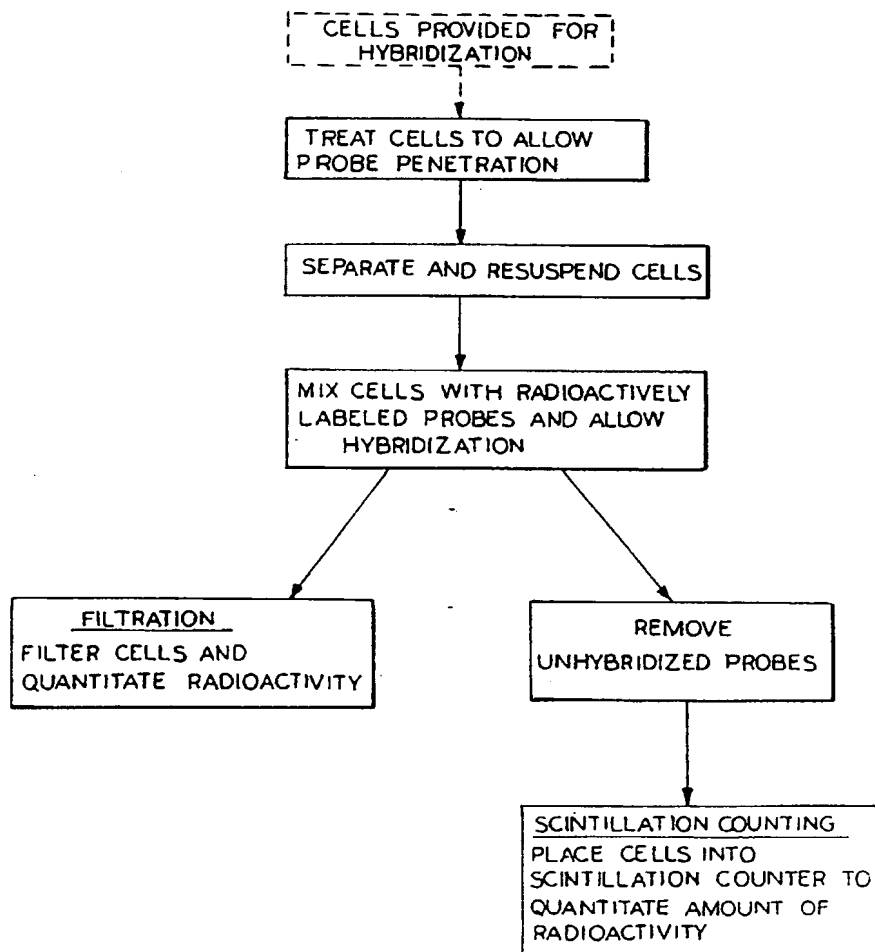 CELLS PROVIDED FOR
HYBRIDIZATION
TREAT CELLS TO ALLOW
PROBE PENETRATION
SEPARATE AND RESUSPEND CELLS
MIX CELLS WITH RADIOACTIVELY
LABELED PROBES AND ALLOW
HYBRIDIZATION
FILTRATION
FILTER CELLS AND
QUANTITATE RADIOACTIVITY
REMOVE
UNHYBRIDIZED PROBES
SCINTILLATION COUNTING
PLACE CELLS INTO
SCINTILLATION COUNTER TO
QUANTITATE AMOUNT OF
RADIOACTIVITY